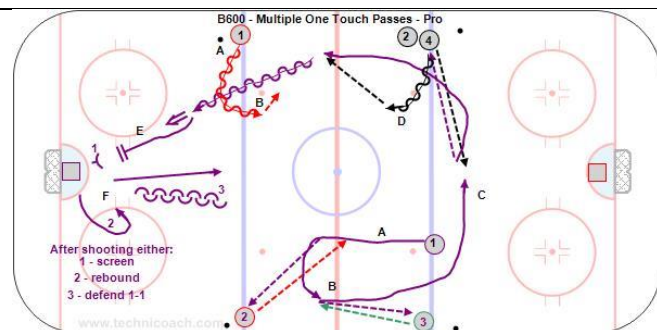 B600 - Multiple One Touch Passes - Pro
A
1
2
4
B
D
E
1
F
3
C
2
A
1
After shooting either:
1 - screen
2 - rebound
3 - defend 1-1
B
2
3
www.technicoach.com